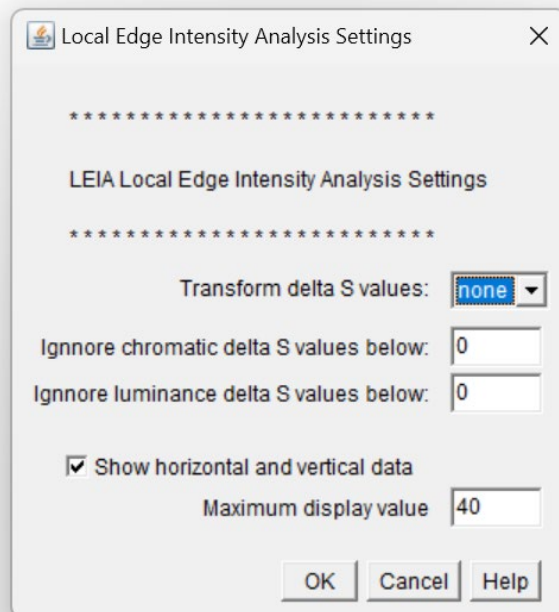 Local Edge Intensity Analysis Settings
* * * * * * * * * * * * * * * * * * * * * * * * * *
LEIA Local Edge Intensity Analysis Settings
* * * * * * * * * * * * * * * * * * * * * * * * * *
Transform delta S values: none
Ignnore chromatic delta S values below: 0
Ignnore luminance delta S values below: 0
Show horizontal and vertical data
Maximum display value 40
OK Cancel Help